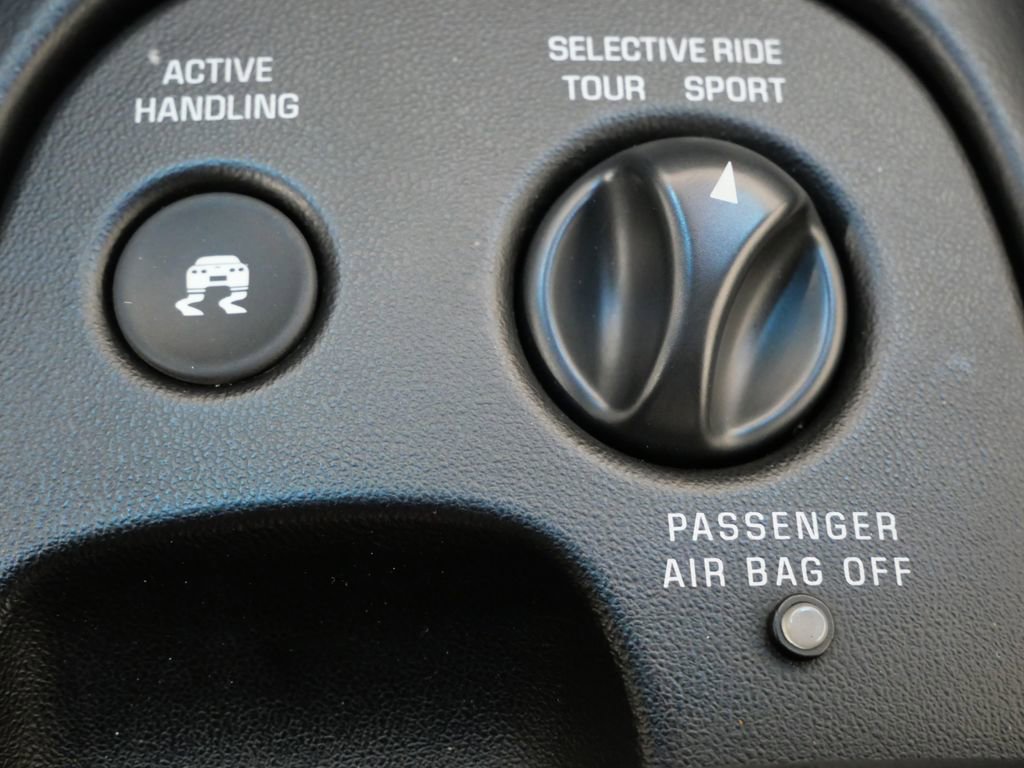 ACTIVE
HANDLING
SELECTIVE RIDE
TOUR SPORT
PASSENGER
AIR BAG OFF